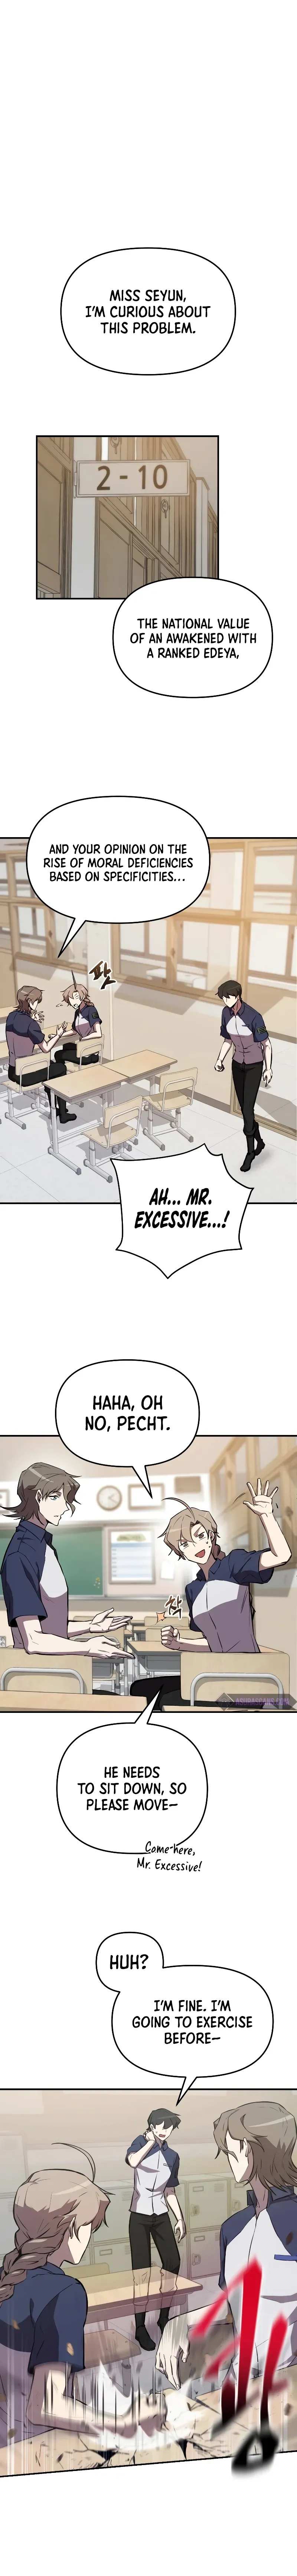 MISS SEYUN,
I'M CURIOUS ABOUT
THIS PROBLEM.
2-10
THE NATIONAL VALUE
OF AN AWAKENED WITH
A RANKED EDEYA,
AND YOUR OPINION ON THE
RISE OF MORAL DEFICIENCIES
BASED ON SPECIFICITIES...
AH... MR.
EXCESSIVE...!
HAHA, OH
NO, PECHT.
HE NEEDS
TO SIT DOWN, SO
PLEASE MOVE~
Come here,
Mr. Excessive!
HUH?
I'M FINE. I'M
GOING TO EXERCISE
BEFORE~